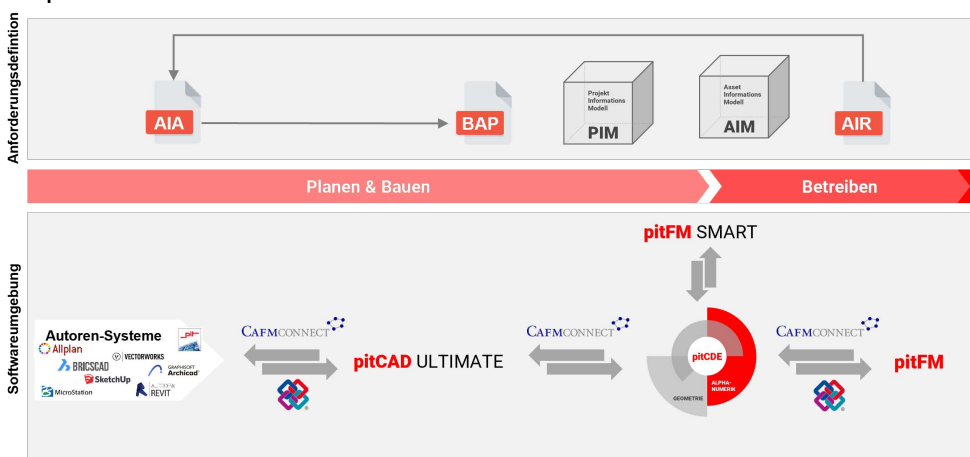 Anforderungsdefintion
AIA
BAP
Projekt
Informations
Modell
PIM
Asset
Informations
Modell
AIM
AIR
Planen & Bauen
Betreiben
Softwareumgebung
pitFM SMART
Autoren-Systeme
Allplan
pit
VECTORWORKS
BRICSCAD
GRAPHISOFT
Archicad
SketchUp
MicroStation
AUTODESK
REVIT
CAFMCONNECT
pitCAD ULTIMATE
CAFMCONNECT
pitCDE
GEOMETRIE
ALPHA-
NUMERIK
CAFMCONNECT
pitFM